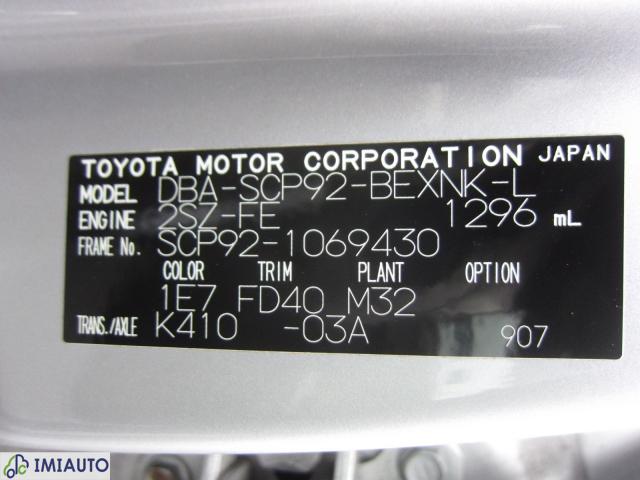 TOYOTA MOTOR CORPORATION JAPAN
MODEL DBA-SCP92-BEXNK-L
ENGINE 2SZ-FE 1296 mL
FRAME No. SCP92-1069430
COLOR TRIM PLANT OPTION
1E7 FD40 M32
TRANS./AXLE K410 -03A 907
IMIAUTO